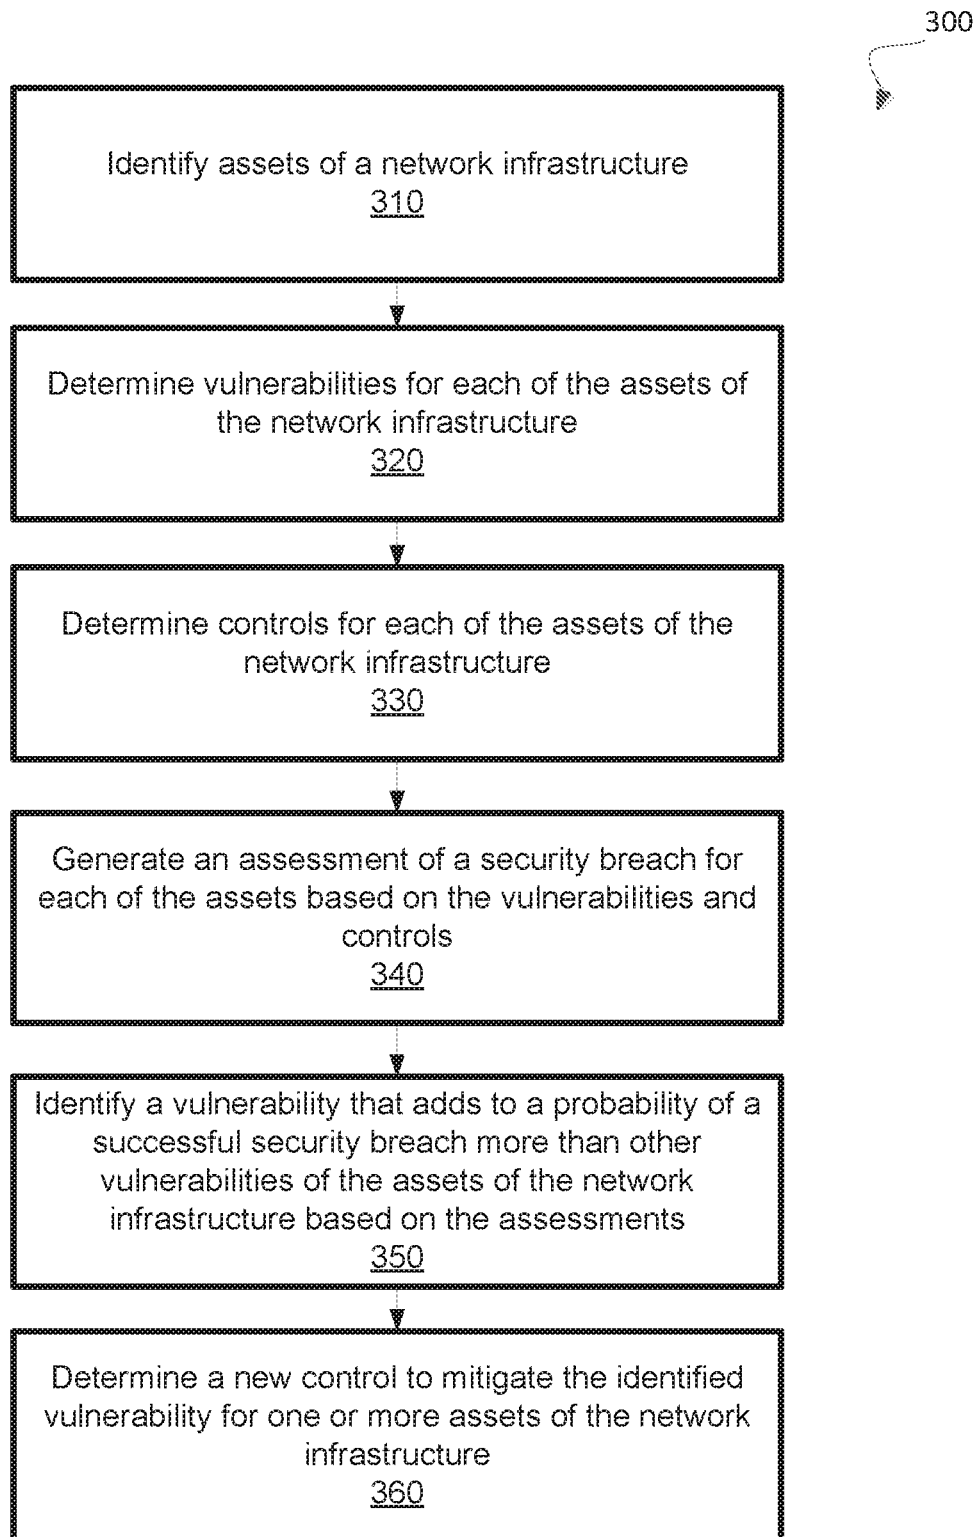 300
Identify assets of a network infrastructure
310
Determine vulnerabilities for each of the assets of
the network infrastructure
320
Determine controls for each of the assets of the
network infrastructure
330
Generate an assessment of a security breach for
each of the assets based on the vulnerabilities and
controls
340
Identify a vulnerability that adds to a probability of a
successful security breach more than other
vulnerabilities of the assets of the network
infrastructure based on the assessments
350
Determine a new control to mitigate the identified
vulnerability for one or more assets of the network
infrastructure
360